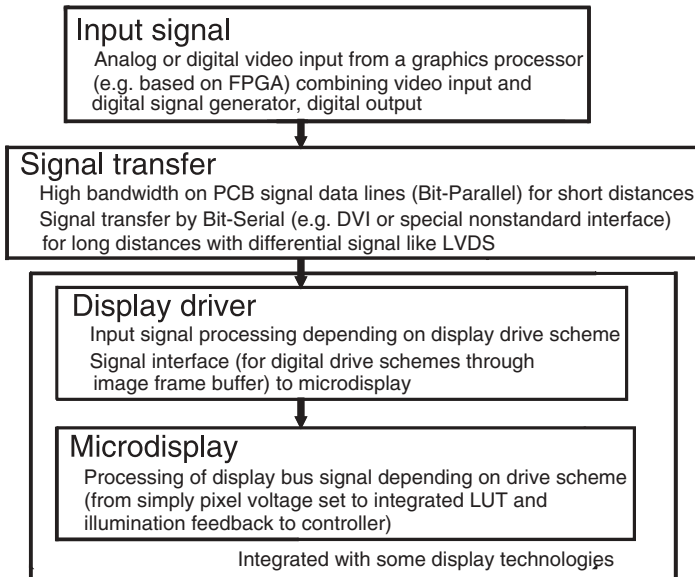 Input signal
Analog or digital video input from a graphics processor
(e.g. based on FPGA) combining video input and
digital signal generator, digital output
Signal transfer
High bandwidth on PCB signal data lines (Bit-Parallel) for short distances
Signal transfer by Bit-Serial (e.g. DVI or special nonstandard interface)
for long distances with differential signal like LVDS
Display driver
Input signal processing depending on display drive scheme
Signal interface (for digital drive schemes through
image frame buffer) to microdisplay
Microdisplay
Processing of display bus signal depending on drive scheme
(from simply pixel voltage set to integrated LUT and
illumination feedback to controller)
Integrated with some display technologies